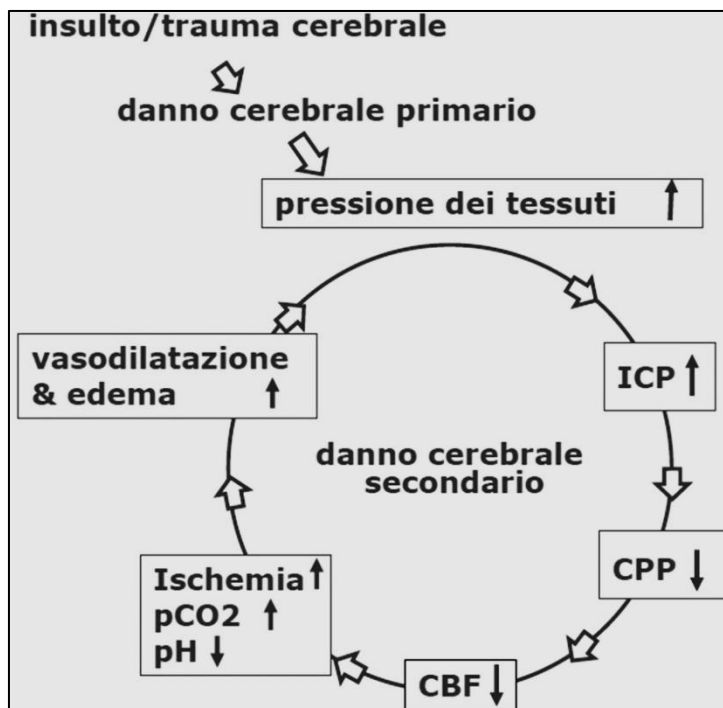 insulto/trauma cerebrale
danno cerebrale primario
pressione dei tessuti ↑
vasodilatazione
& edema ↑
ICP ↑
danno cerebrale
secondario
Ischemia ↑
pCO2 ↑
pH ↓
CPP ↓
CBF ↓